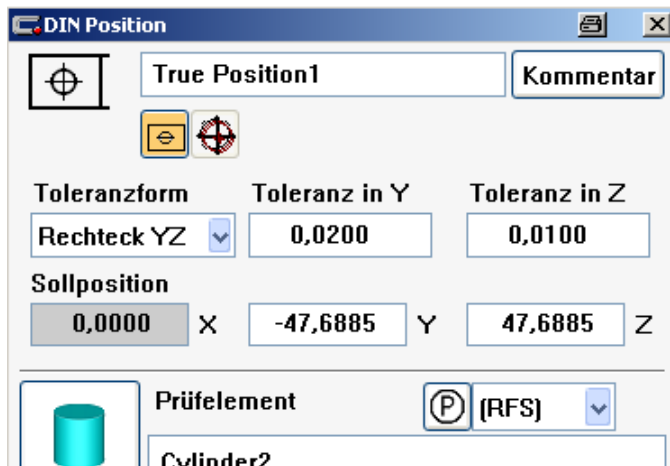 DIN Position
True Position1
Kommentar
Toleranzform Toleranz in Y Toleranz in Z
Rechteck YZ 0,0200 0,0100
Sollposition
0,0000 X -47,6885 Y 47,6885 Z
Prüfelement P (RFS)
Cylinder2